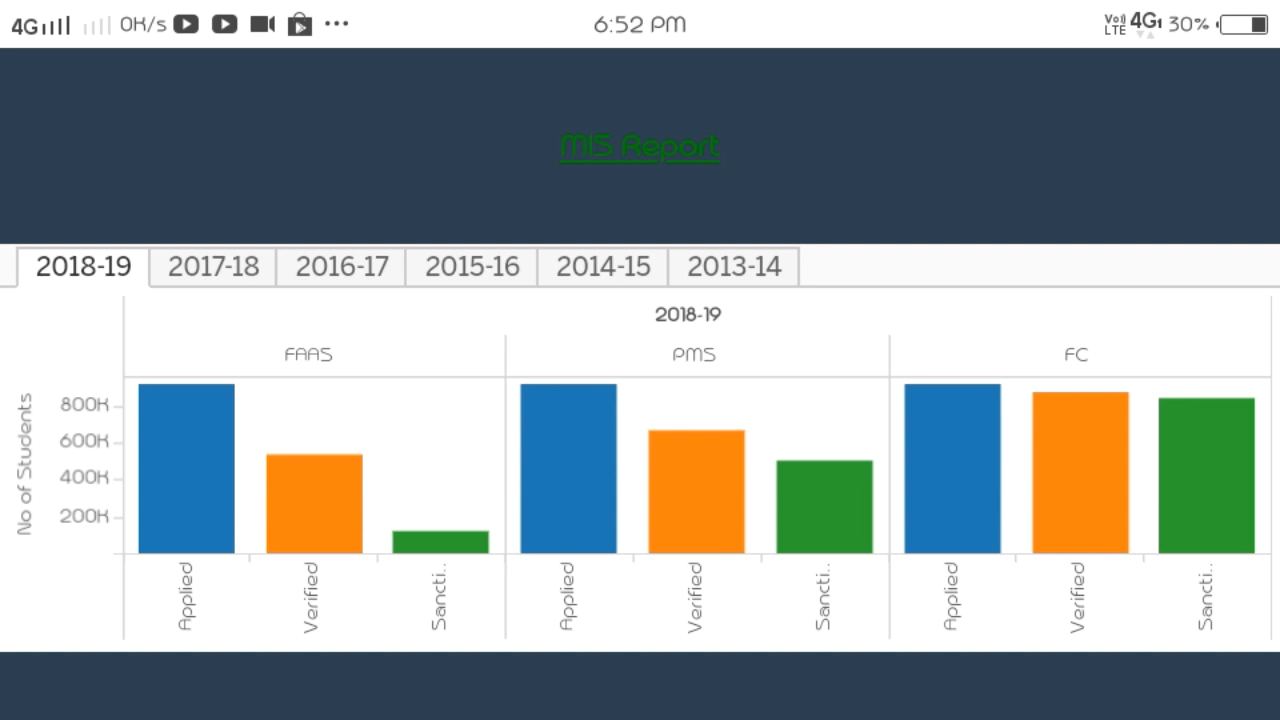 4G 0K/s ... 6:52 PM Vo)) LTE 4G 30%
MIS Report
2018-19 2017-18 2016-17 2015-16 2014-15 2013-14
2018-19
FAAS PMS FC
No of Students
800K
600K
400K
200K
Applied Verified Sancti.. Applied Verified Sancti.. Applied Verified Sancti..